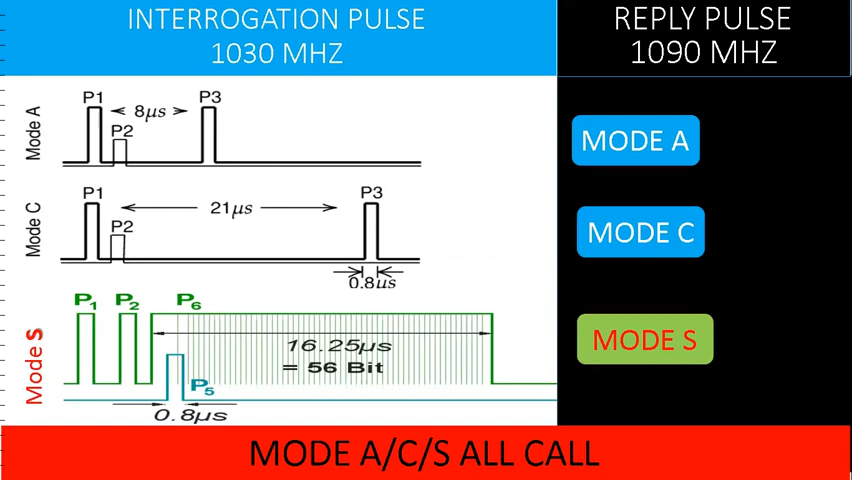 INTERROGATION PULSE
1030 MHZ
REPLY PULSE
1090 MHZ
Mode A
P1
8μs
P3
P2
MODE A
Mode C
P1
21μs
P3
P2
0.8μs
MODE C
Mode S
P1
P2
P6
16.25μs
= 56 Bit
P5
0.8μs
MODE S
MODE A/C/S ALL CALL